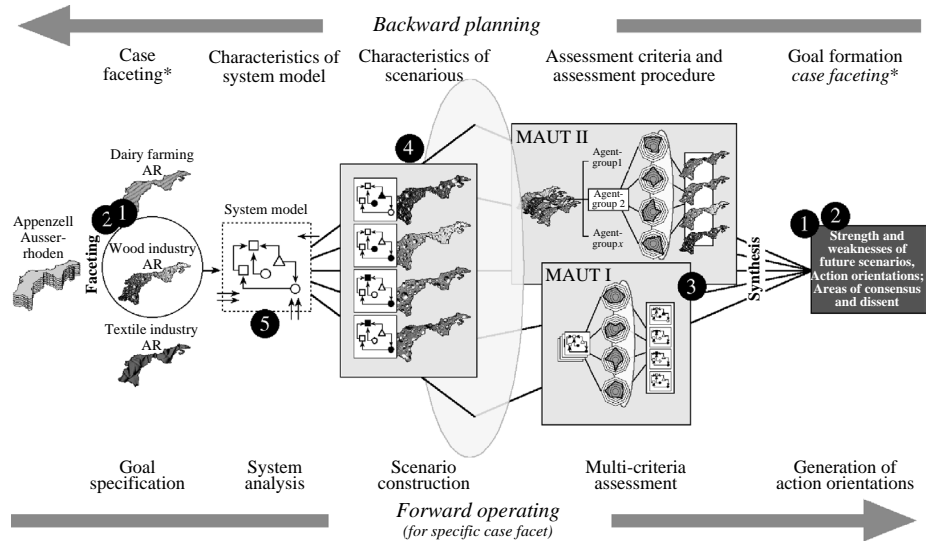 Backward planning
Case
faceting*
Characteristics of
system model
Characteristics of
scenarious
Assessment criteria and
assessment procedure
Goal formation
case faceting*
Dairy farming
AR
Appenzell
Ausser-
rhoden
Faceting
2
1
Wood industry
AR
Textile industry
AR
System model
5
4
MAUT II
Agent-
group1
Agent-
group 2
Agent-
groupx
MAUT I
3
Synthesis
1
2
Strength and
weaknesses of
future scenarios,
Action orientations;
Areas of consensus
and dissent
Goal
specification
System
analysis
Scenario
construction
Multi-criteria
assessment
Generation of
action orientations
Forward operating
(for specific case facet)